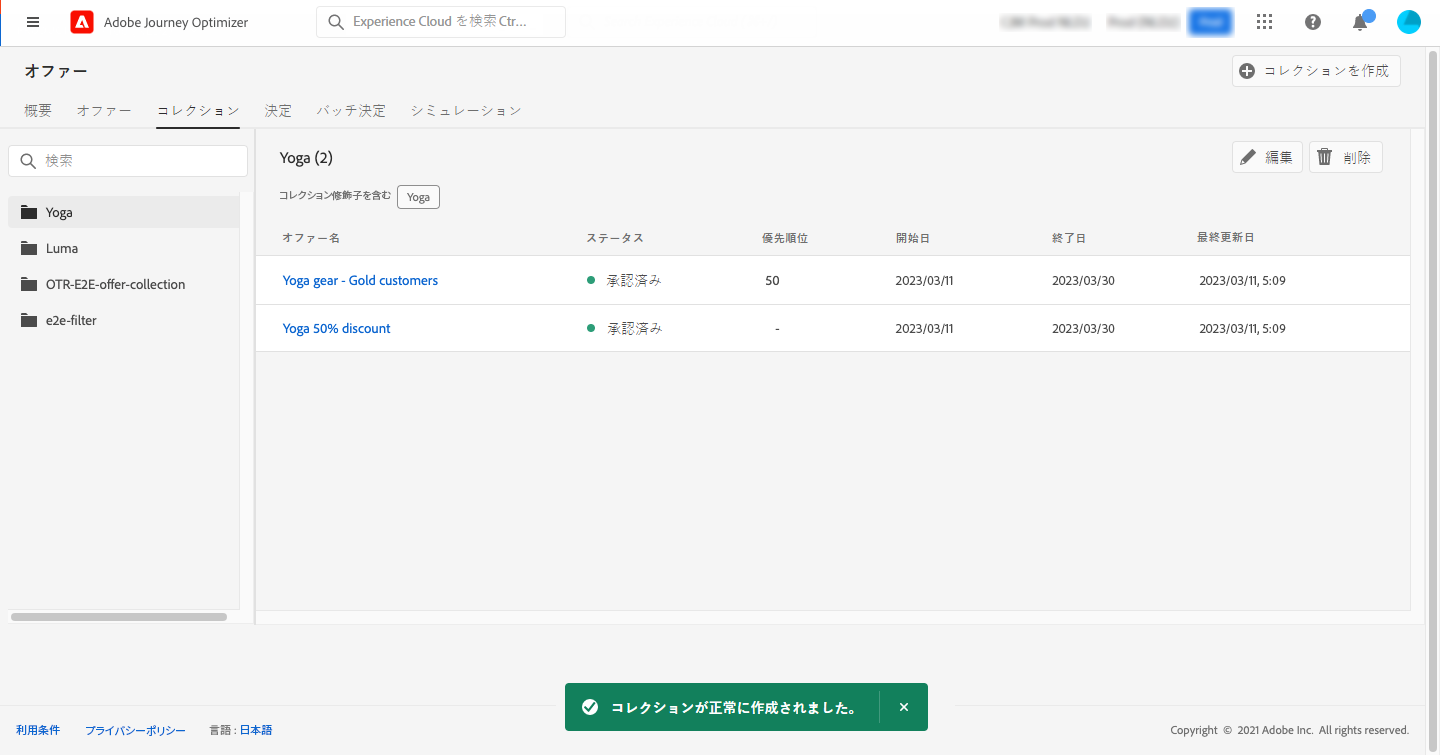 Adobe Journey Optimizer
Experience Cloud を検索 Ctr...
オファー
コレクションを作成
概要 オファー コレクション 決定 バッチ決定 シミュレーション
検索
Yoga
Luma
OTR-E2E-offer-collection
e2e-filter
Yoga (2)
編集 削除
コレクション修飾子を含む Yoga
オファー名 ステータス 優先順位 開始日 終了日 最終更新日
Yoga gear - Gold customers 承認済み 50 2023/03/11 2023/03/30 2023/03/11, 5:09
Yoga 50% discount 承認済み - 2023/03/11 2023/03/30 2023/03/11, 5:09
コレクションが正常に作成されました。
利用条件 プライバシーポリシー 言語 : 日本語
Copyright © 2021 Adobe Inc. All rights reserved.